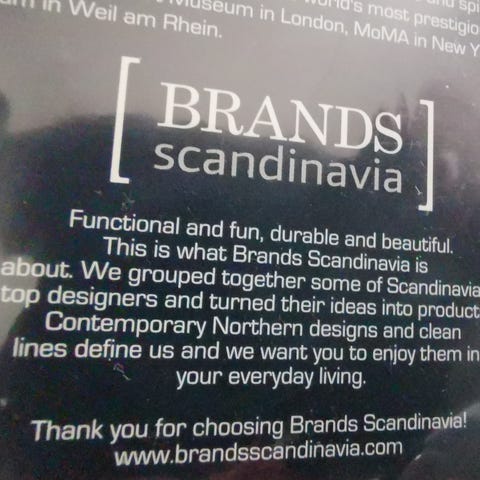 world's most prestigio
Museum in London, MoMA in New Y
in Weil am Rhein.
[BRANDS
scandinavia]
Functional and fun, durable and beautiful.
This is what Brands Scandinavia is
about. We grouped together some of Scandinavia
top designers and turned their ideas into product
Contemporary Northern designs and clean
lines define us and we want you to enjoy them in
your everyday living.
Thank you for choosing Brands Scandinavia!
www.brandsscandinavia.com